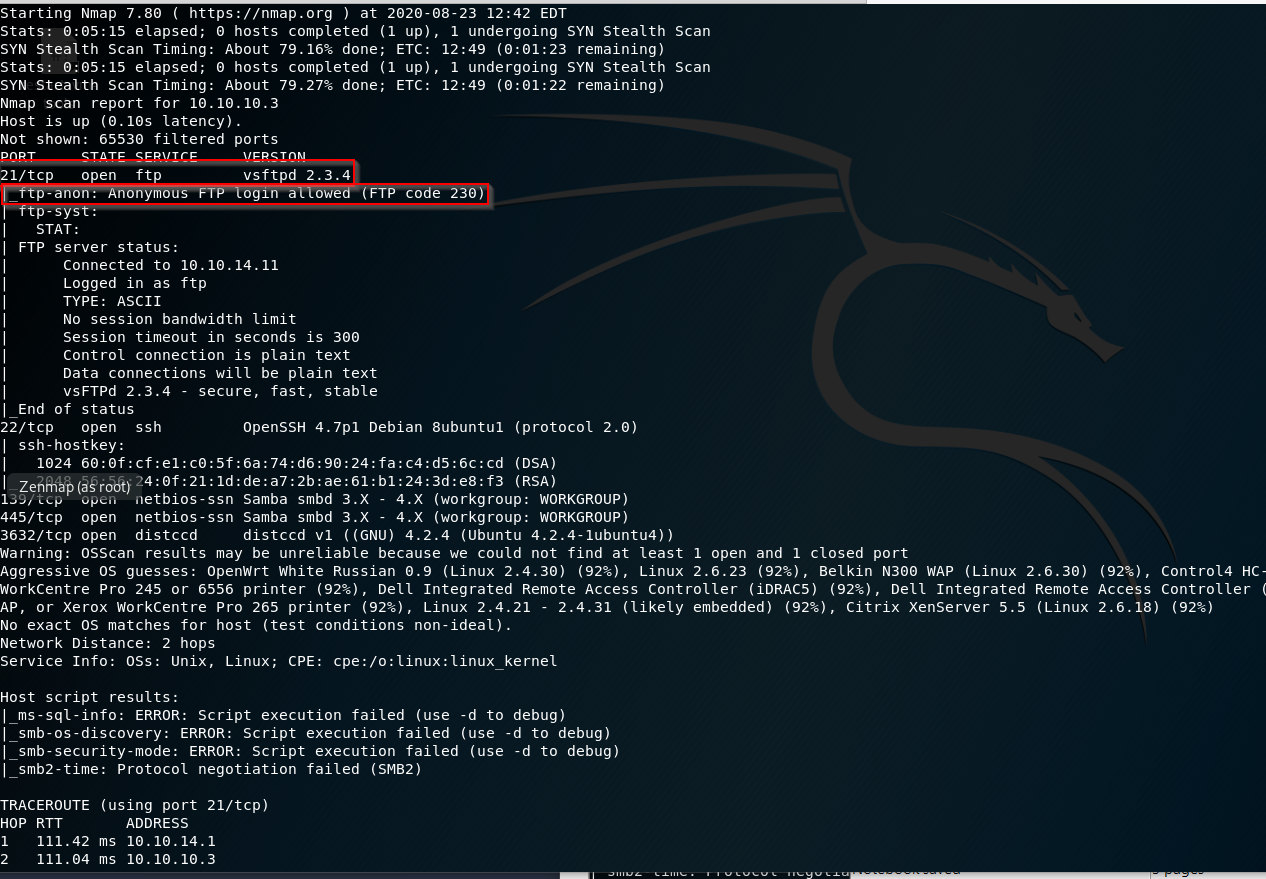 Starting Nmap 7.80 ( https://nmap.org ) at 2020-08-23 12:42 EDT
Stats: 0:05:15 elapsed; 0 hosts completed (1 up), 1 undergoing SYN Stealth Scan
SYN Stealth Scan Timing: About 79.16% done; ETC: 12:49 (0:01:23 remaining)
Stats: 0:05:15 elapsed; 0 hosts completed (1 up), 1 undergoing SYN Stealth Scan
SYN Stealth Scan Timing: About 79.27% done; ETC: 12:49 (0:01:22 remaining)
Nmap scan report for 10.10.10.3
Host is up (0.10s latency).
Not shown: 65530 filtered ports
PORT     STATE SERVICE     VERSION
21/tcp   open  ftp         vsftpd 2.3.4
|_ftp-anon: Anonymous FTP login allowed (FTP code 230)
| ftp-syst:
|   STAT:
| FTP server status:
|      Connected to 10.10.14.11
|      Logged in as ftp
|      TYPE: ASCII
|      No session bandwidth limit
|      Session timeout in seconds is 300
|      Control connection is plain text
|      Data connections will be plain text
|      vsFTPd 2.3.4 - secure, fast, stable
|_End of status
22/tcp   open  ssh         OpenSSH 4.7p1 Debian 8ubuntu1 (protocol 2.0)
| ssh-hostkey:
|   1024 60:0f:cf:e1:c0:5f:6a:74:d6:90:24:fa:c4:d5:6c:cd (DSA)
|_  2048 56:56:24:0f:21:1d:de:a7:2b:ae:61:b1:24:3d:e8:f3 (RSA)
Zenmap (as root)
139/tcp  open  netbios-ssn Samba smbd 3.X - 4.X (workgroup: WORKGROUP)
445/tcp  open  netbios-ssn Samba smbd 3.X - 4.X (workgroup: WORKGROUP)
3632/tcp open  distccd     distccd v1 ((GNU) 4.2.4 (Ubuntu 4.2.4-1ubuntu4))
Warning: OSScan results may be unreliable because we could not find at least 1 open and 1 closed port
Aggressive OS guesses: OpenWrt White Russian 0.9 (Linux 2.4.30) (92%), Linux 2.6.23 (92%), Belkin N300 WAP (Linux 2.6.30) (92%), Control4 HC-
WorkCentre Pro 245 or 6556 printer (92%), Dell Integrated Remote Access Controller (iDRAC5) (92%), Dell Integrated Remote Access Controller (
AP, or Xerox WorkCentre Pro 265 printer (92%), Linux 2.4.21 - 2.4.31 (likely embedded) (92%), Citrix XenServer 5.5 (Linux 2.6.18) (92%)
No exact OS matches for host (test conditions non-ideal).
Network Distance: 2 hops
Service Info: OSs: Unix, Linux; CPE: cpe:/o:linux:linux_kernel

Host script results:
|_ms-sql-info: ERROR: Script execution failed (use -d to debug)
|_smb-os-discovery: ERROR: Script execution failed (use -d to debug)
|_smb-security-mode: ERROR: Script execution failed (use -d to debug)
|_smb2-time: Protocol negotiation failed (SMB2)

TRACEROUTE (using port 21/tcp)
HOP RTT       ADDRESS
1   111.42 ms 10.10.14.1
2   111.04 ms 10.10.10.3